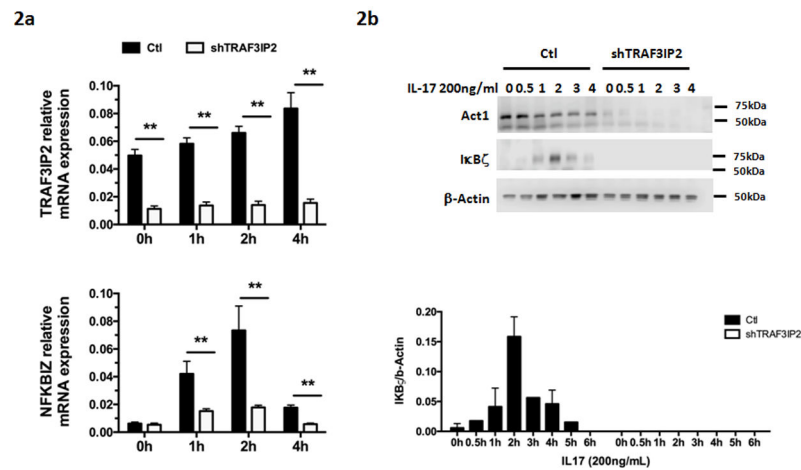 2a
Ctl shTRAF3IP2
TRAF3IP2 relative
mRNA expression
0.10
0.08
0.06
0.04
0.02
0.00
** ** ** **
0h 1h 2h 4h
NFKBIZ relative
mRNA expression
0.10
0.08
0.06
0.04
0.02
0.00
** ** **
0h 1h 2h 4h
2b
Ctl shTRAF3IP2
IL-17 200ng/ml 0 0.5 1 2 3 4 0 0.5 1 2 3 4
Act1
75kDa
50kDa
IκBζ
75kDa
50kDa
β-Actin
50kDa
Ctl
shTRAF3IP2
IKBζ/b-Actin
0.20
0.15
0.10
0.05
0.00
0h 0.5h 1h 2h 3h 4h 5h 6h 0h 0.5h 1h 2h 3h 4h 5h 6h
IL17 (200ng/mL)